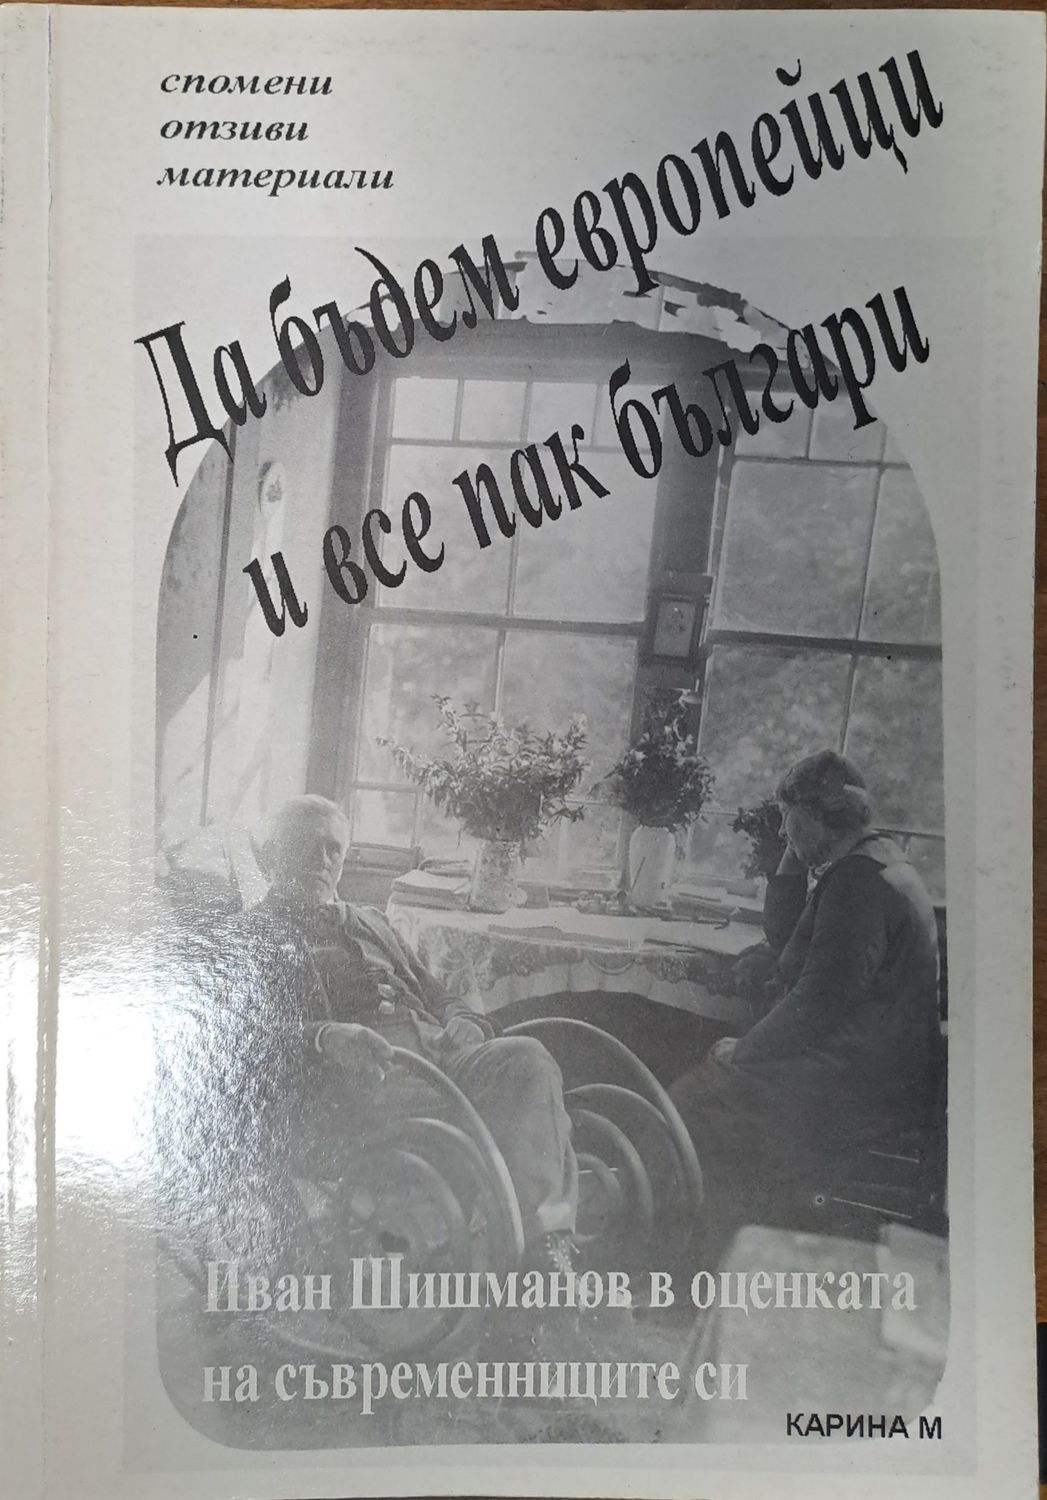 спомени
отзиви
материали
Да бъдем европейци
и все пак българи
Иван Шишманов в оценката
на съвременниците си
КАРИНА М